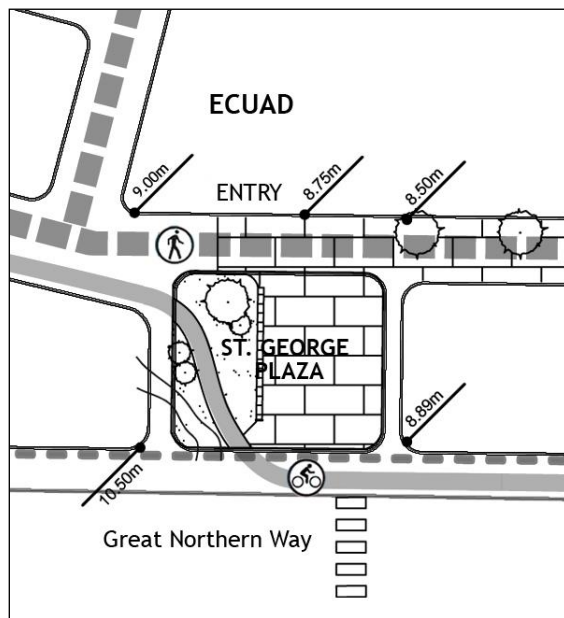 ECUAD
9.00m
ENTRY
8.75m
8.50m
ST. GEORGE
PLAZA
8.89m
10.50m
Great Northern Way